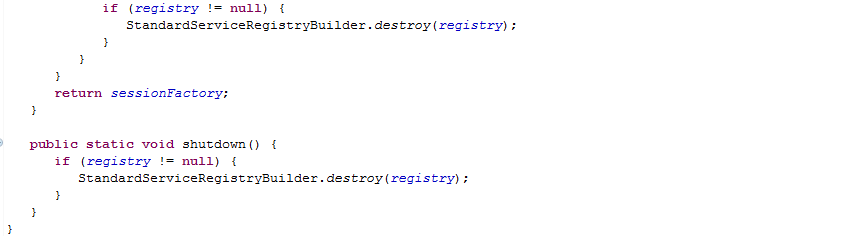 if (registry != null) {
StandardServiceRegistryBuilder.destroy(registry);
}
}
}
return sessionFactory;
}
public static void shutdown() {
if (registry != null) {
StandardServiceRegistryBuilder.destroy(registry);
}
}
}